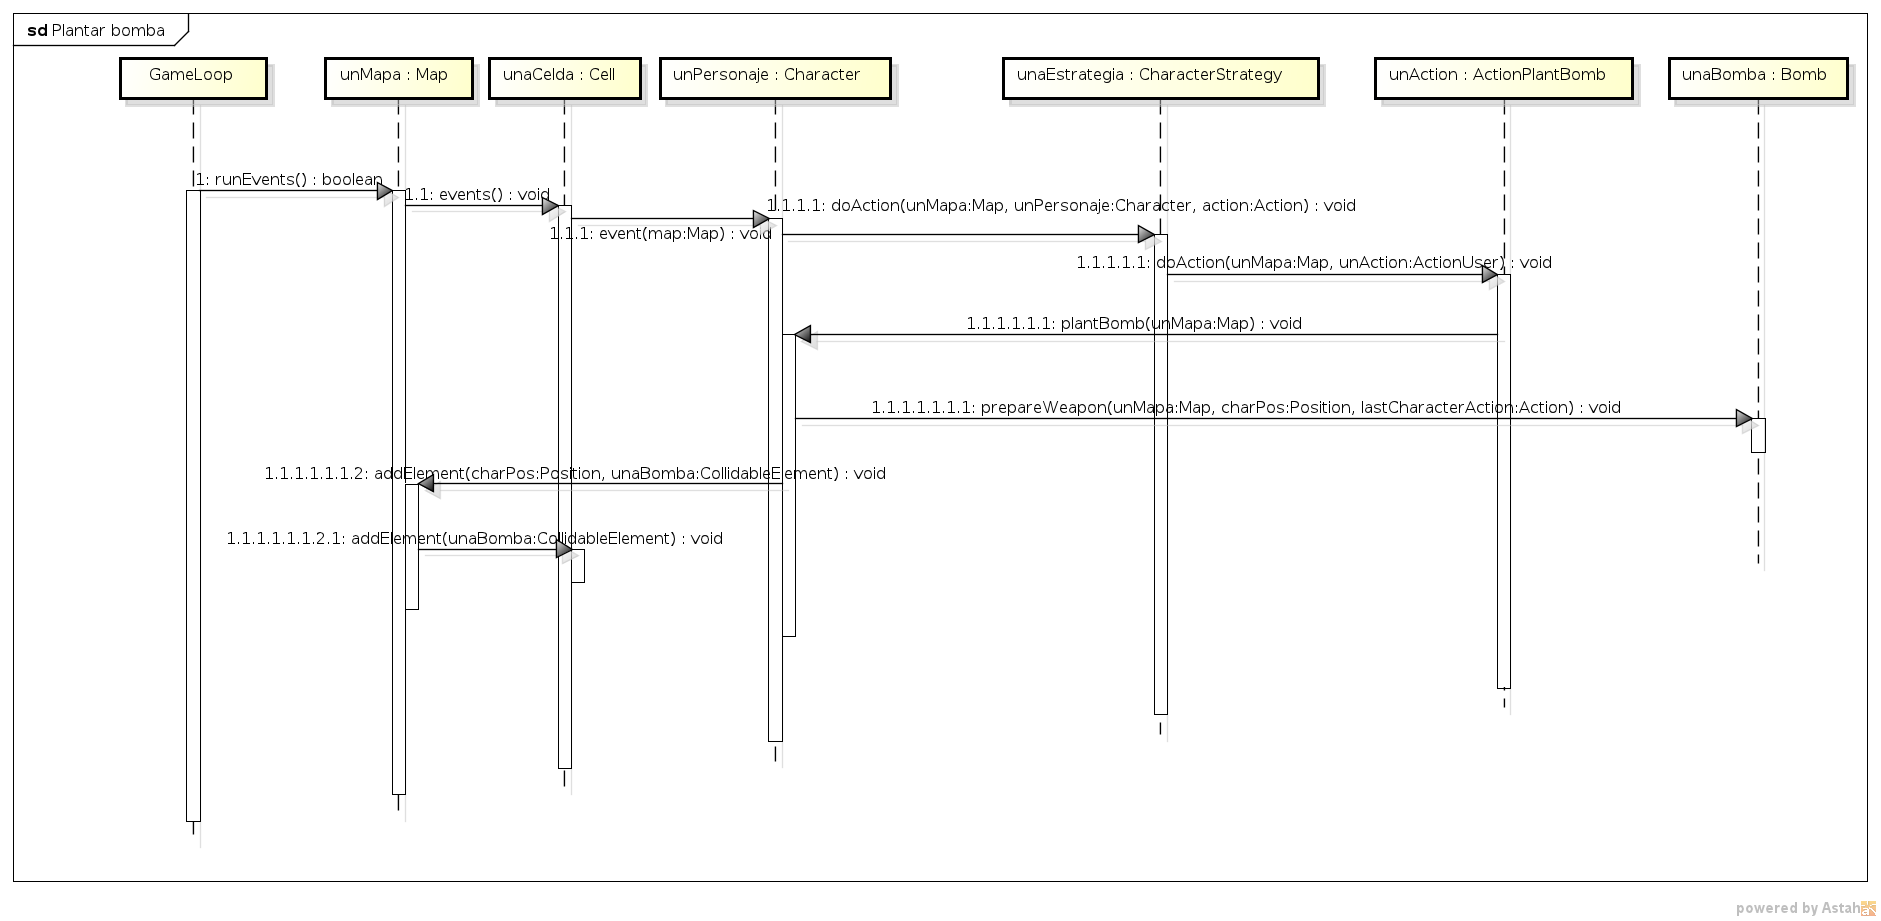 sd Plantar bomba
GameLoop
unMapa : Map
unaCelda : Cell
unPersonaje : Character
unaEstrategia : CharacterStrategy
unAction : ActionPlantBomb
unaBomba : Bomb
1: runEvents() : boolean
1.1: events() : void
1.1.1.1: doAction(unMapa:Map, unPersonaje:Character, action:Action) : void
1.1.1: event(map:Map) : void
1.1.1.1.1: doAction(unMapa:Map, unAction:ActionUser) : void
1.1.1.1.1.1: plantBomb(unMapa:Map) : void
1.1.1.1.1.1.1: prepareWeapon(unMapa:Map, charPos:Position, lastCharacterAction:Action) : void
1.1.1.1.1.1.2: addElement(charPos:Position, unaBomba:CollidableElement) : void
1.1.1.1.1.1.2.1: addElement(unaBomba:CollidableElement) : void
powered by Astah